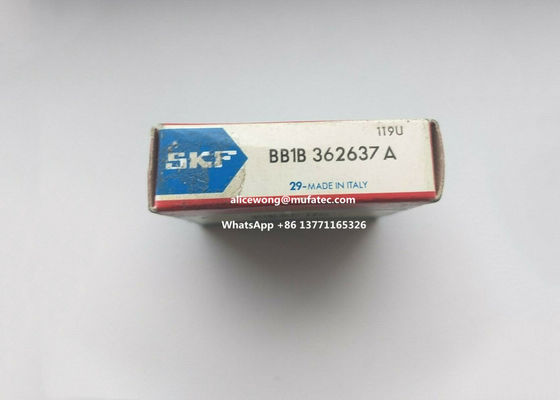 119U
SKF
BB1B 362637 A
29-MADE IN ITALY
alicewong@mufatec.com
WhatsApp +86 13771165326